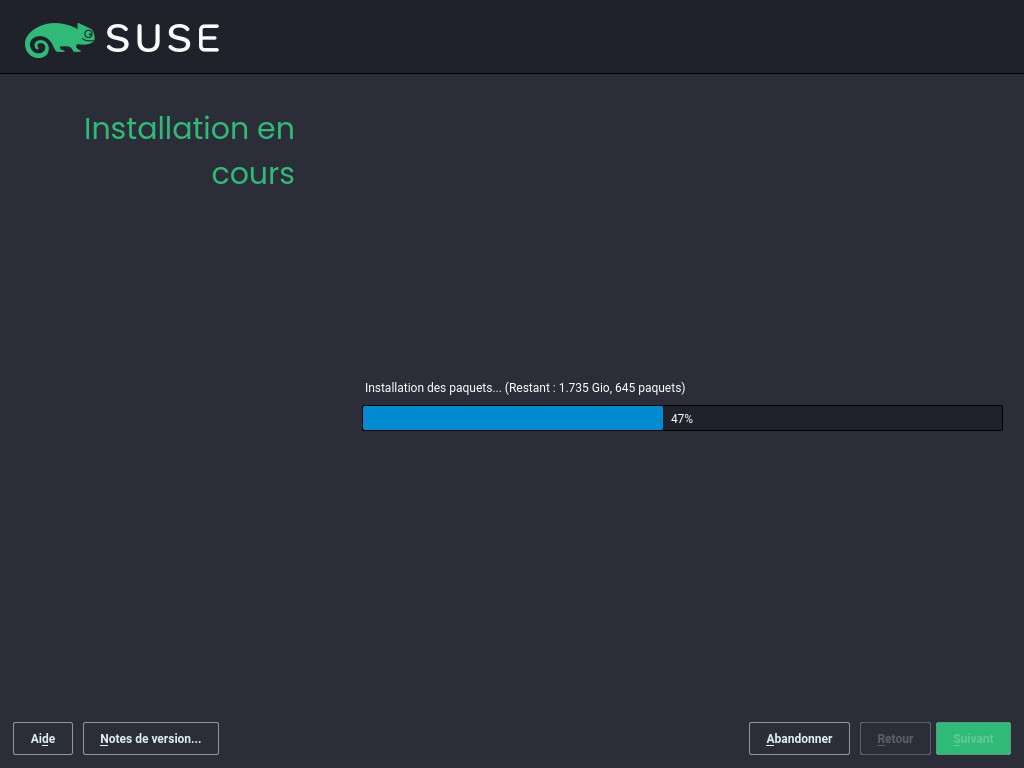 SUSE
Installation en
cours
Installation des paquets... (Restant : 1.735 Gio, 645 paquets)
47%
Aide
Notes de version...
Abandonner
Retour
Suivant